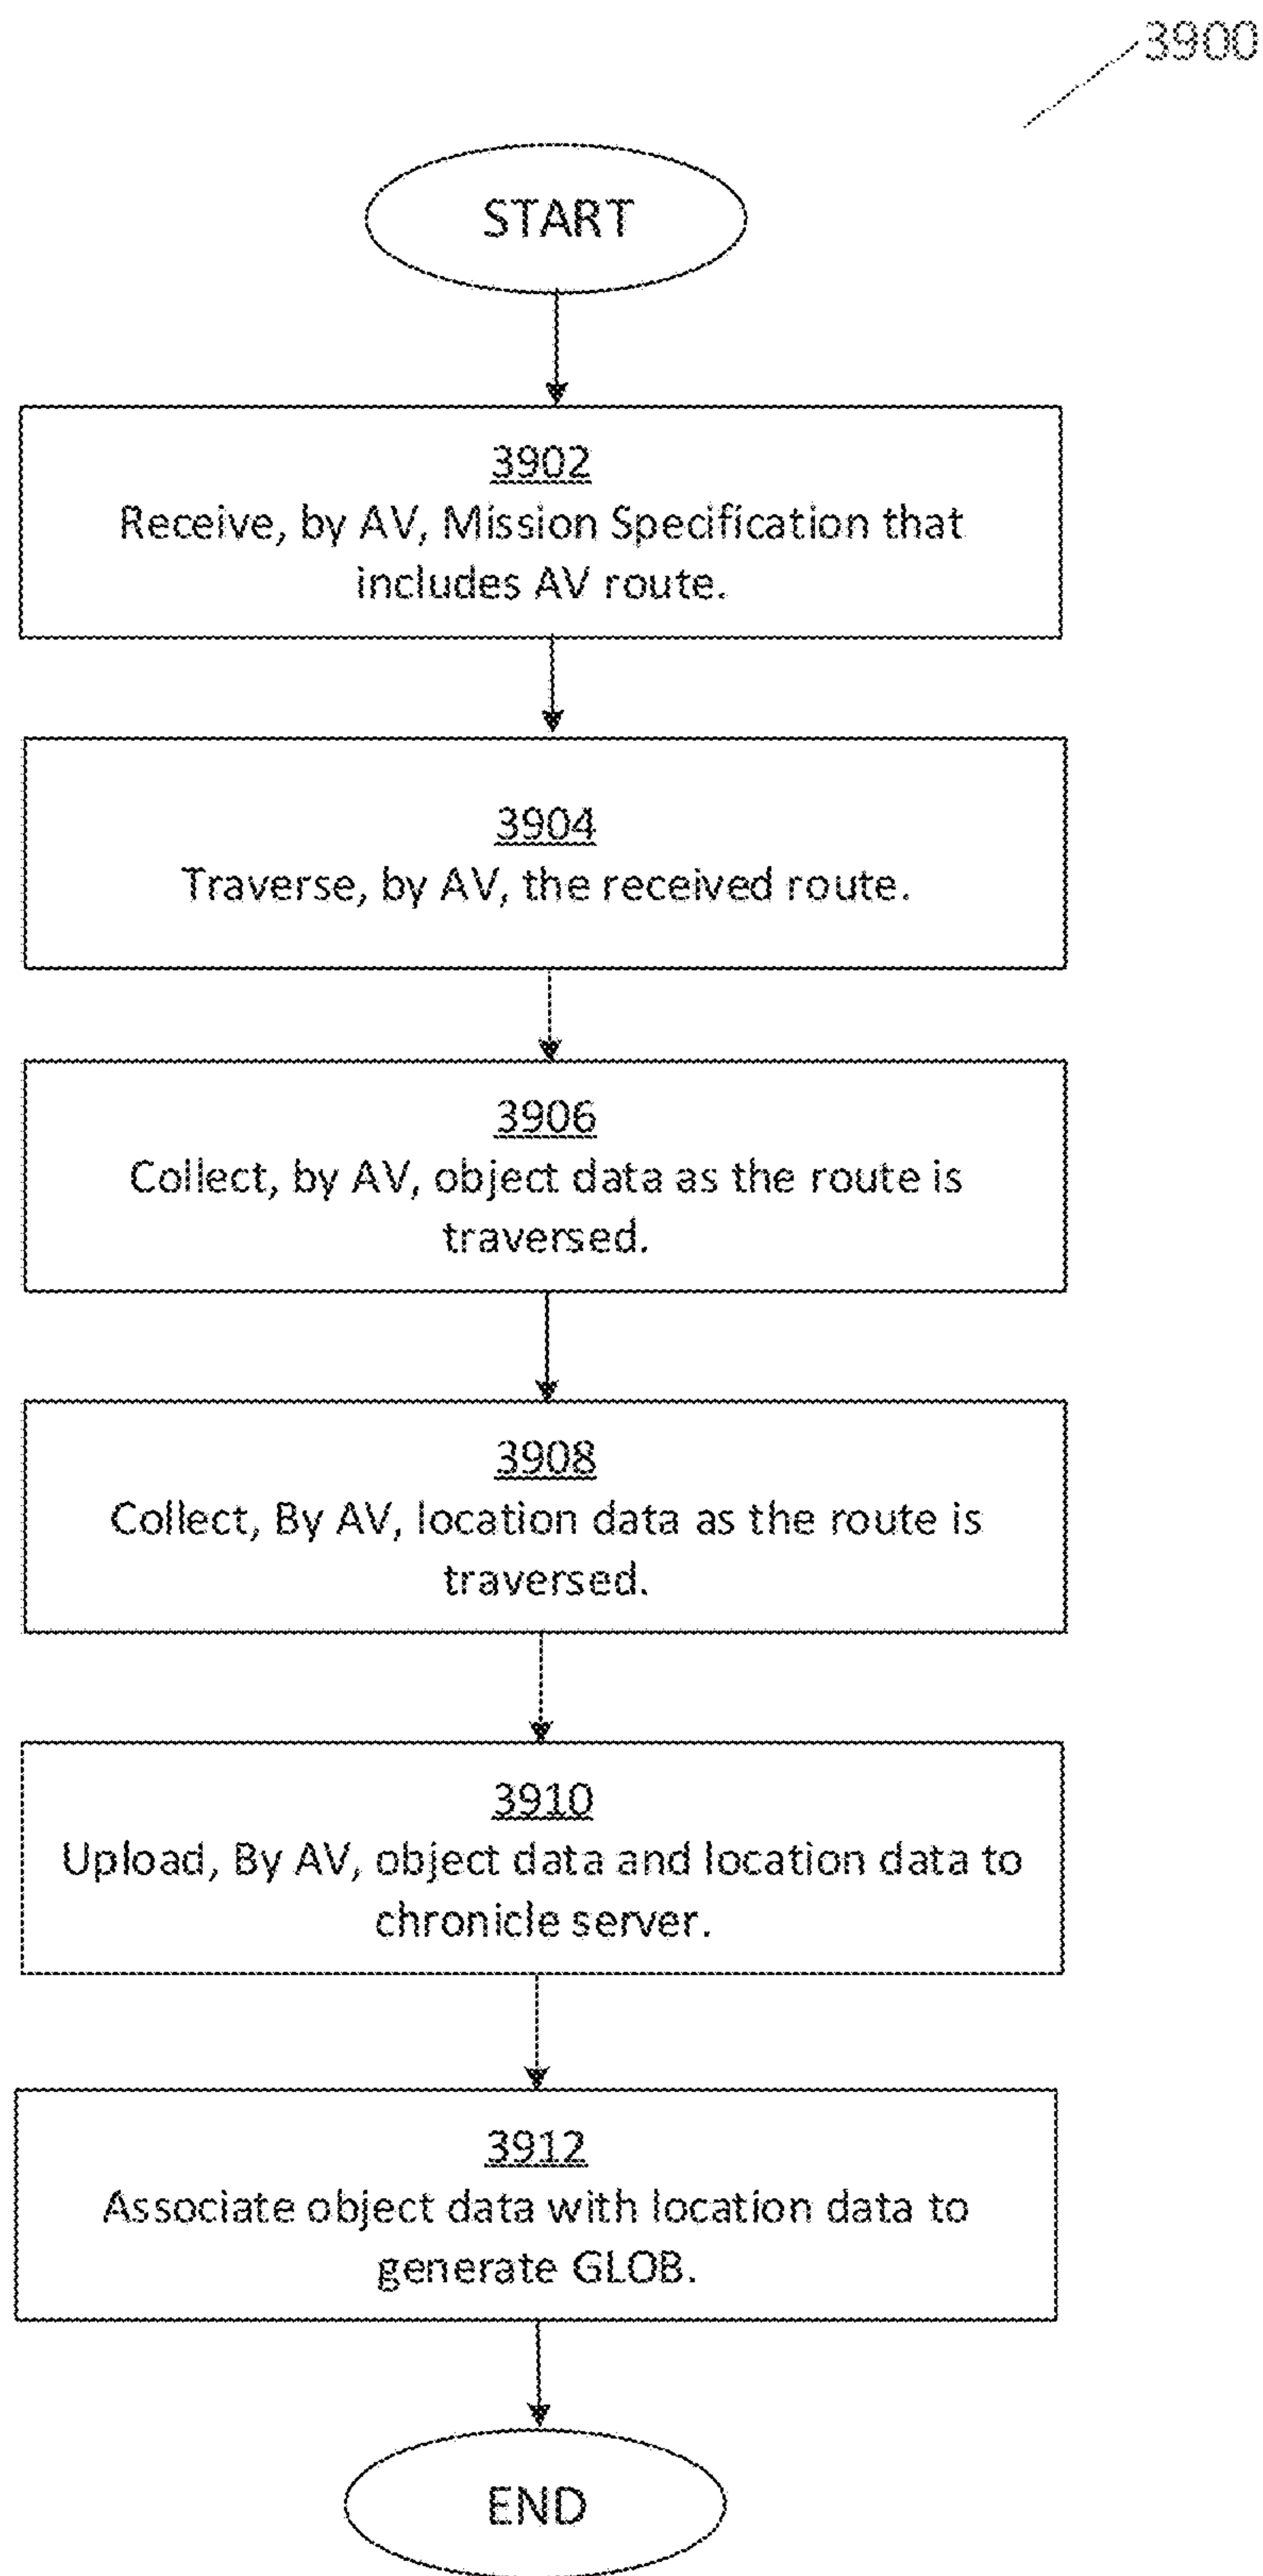 3900
START
3902
Receive, by AV, Mission Specification that
includes AV route.
3904
Traverse, by AV, the received route.
3906
Collect, by AV, object data as the route is
traversed.
3908
Collect, By AV, location data as the route is
traversed.
3910
Upload, By AV, object data and location data to
chronicle server.
3912
Associate object data with location data to
generate GLOB.
END